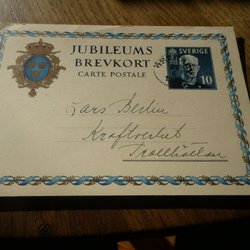 JUBILEUMS
BREVKORT
CARTE POSTALE
SVERIGE
10
Lars Berlin
Kraftverket
Trollhättan